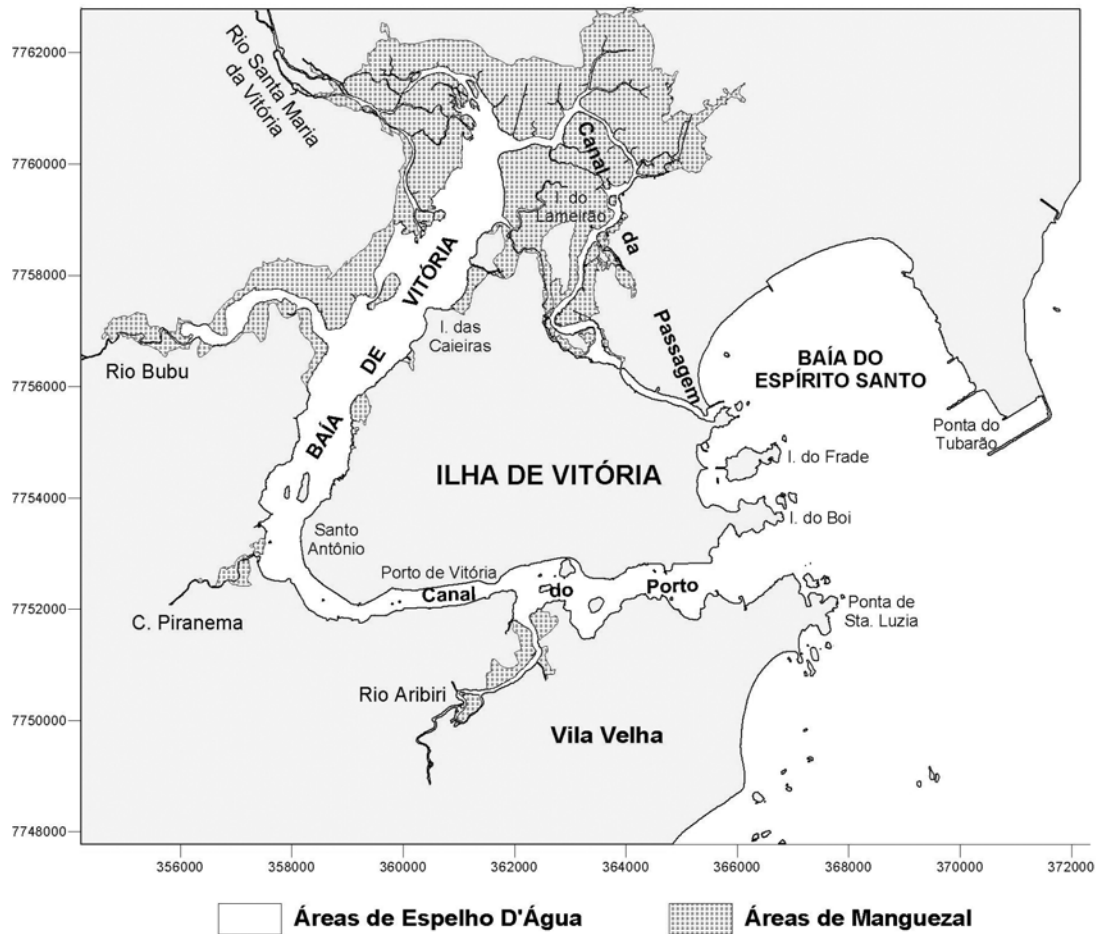 7762000
7760000
7758000
7756000
7754000
7752000
7750000
7748000
Rio Santa Maria
da Vitória
Canal
da
Passagem
I. do
Lameirão
BAÍA DE VITÓRIA
I. das
Caieiras
Rio Bubu
BAÍA DO
ESPÍRITO SANTO
Ponta do
Tubarão
I. do Frade
ILHA DE VITÓRIA
I. do Boi
Santo
Antônio
Porto de Vitória
Canal do Porto
C. Piranema
Ponta de
Sta. Luzia
Rio Aribiri
Vila Velha
356000 358000 360000 362000 364000 366000 368000 370000 372000
Áreas de Espelho D'Água
Áreas de Manguezal